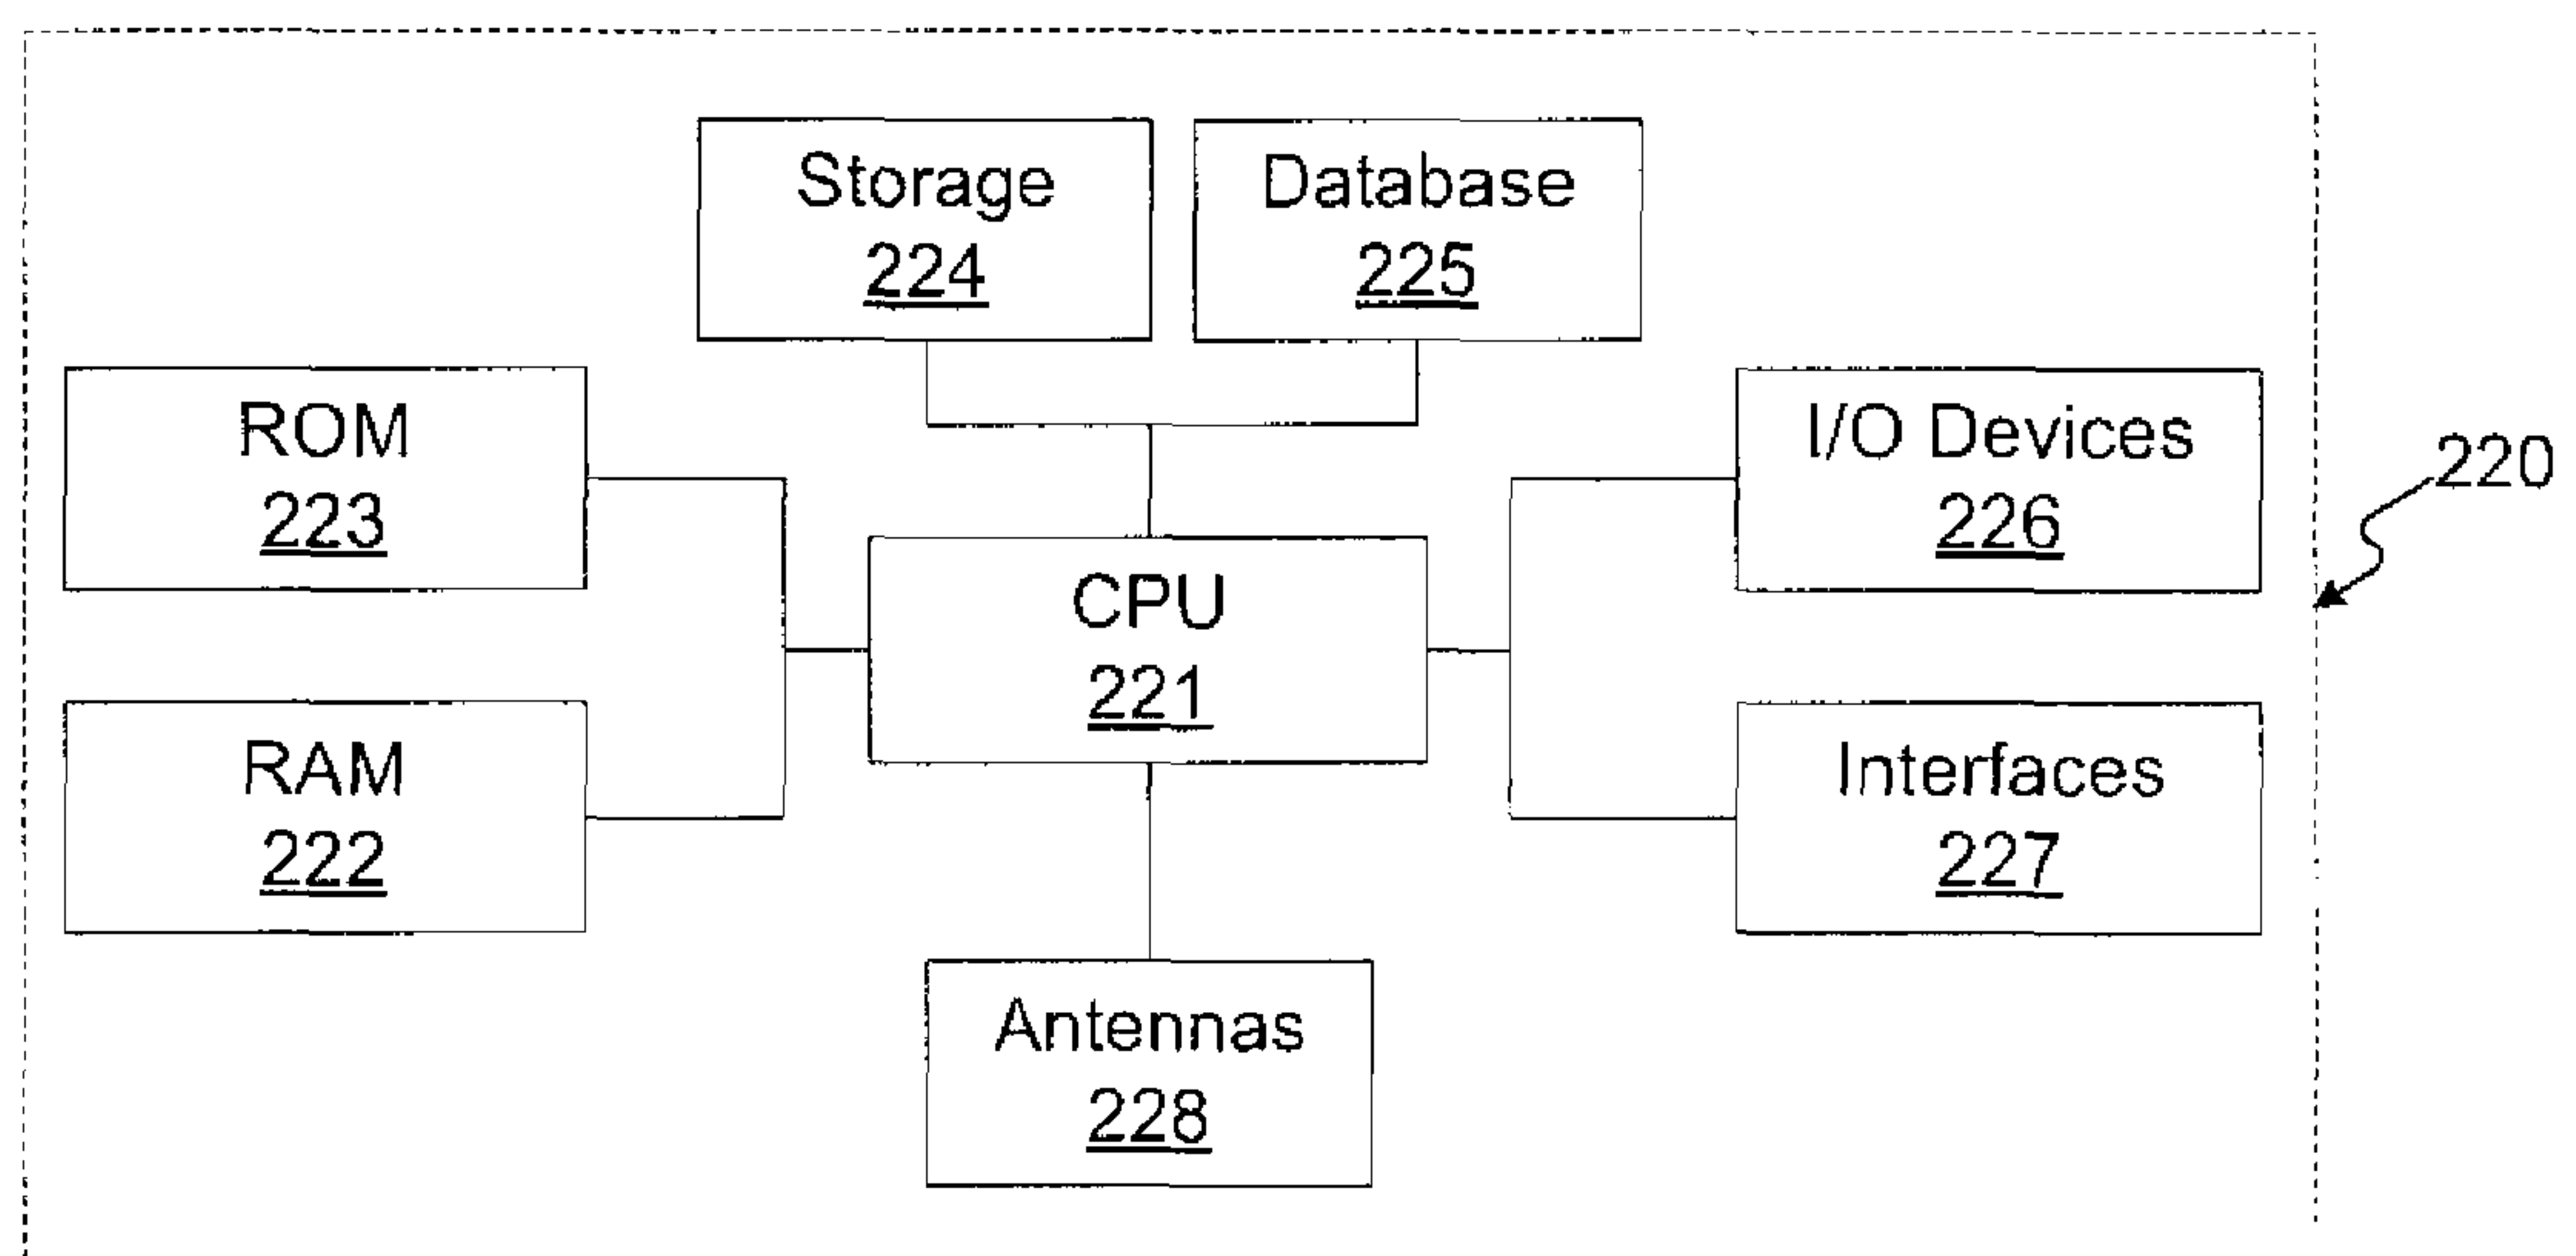 Storage
224
Database
225
ROM
223
I/O Devices
226
220
CPU
221
RAM
222
Interfaces
227
Antennas
228